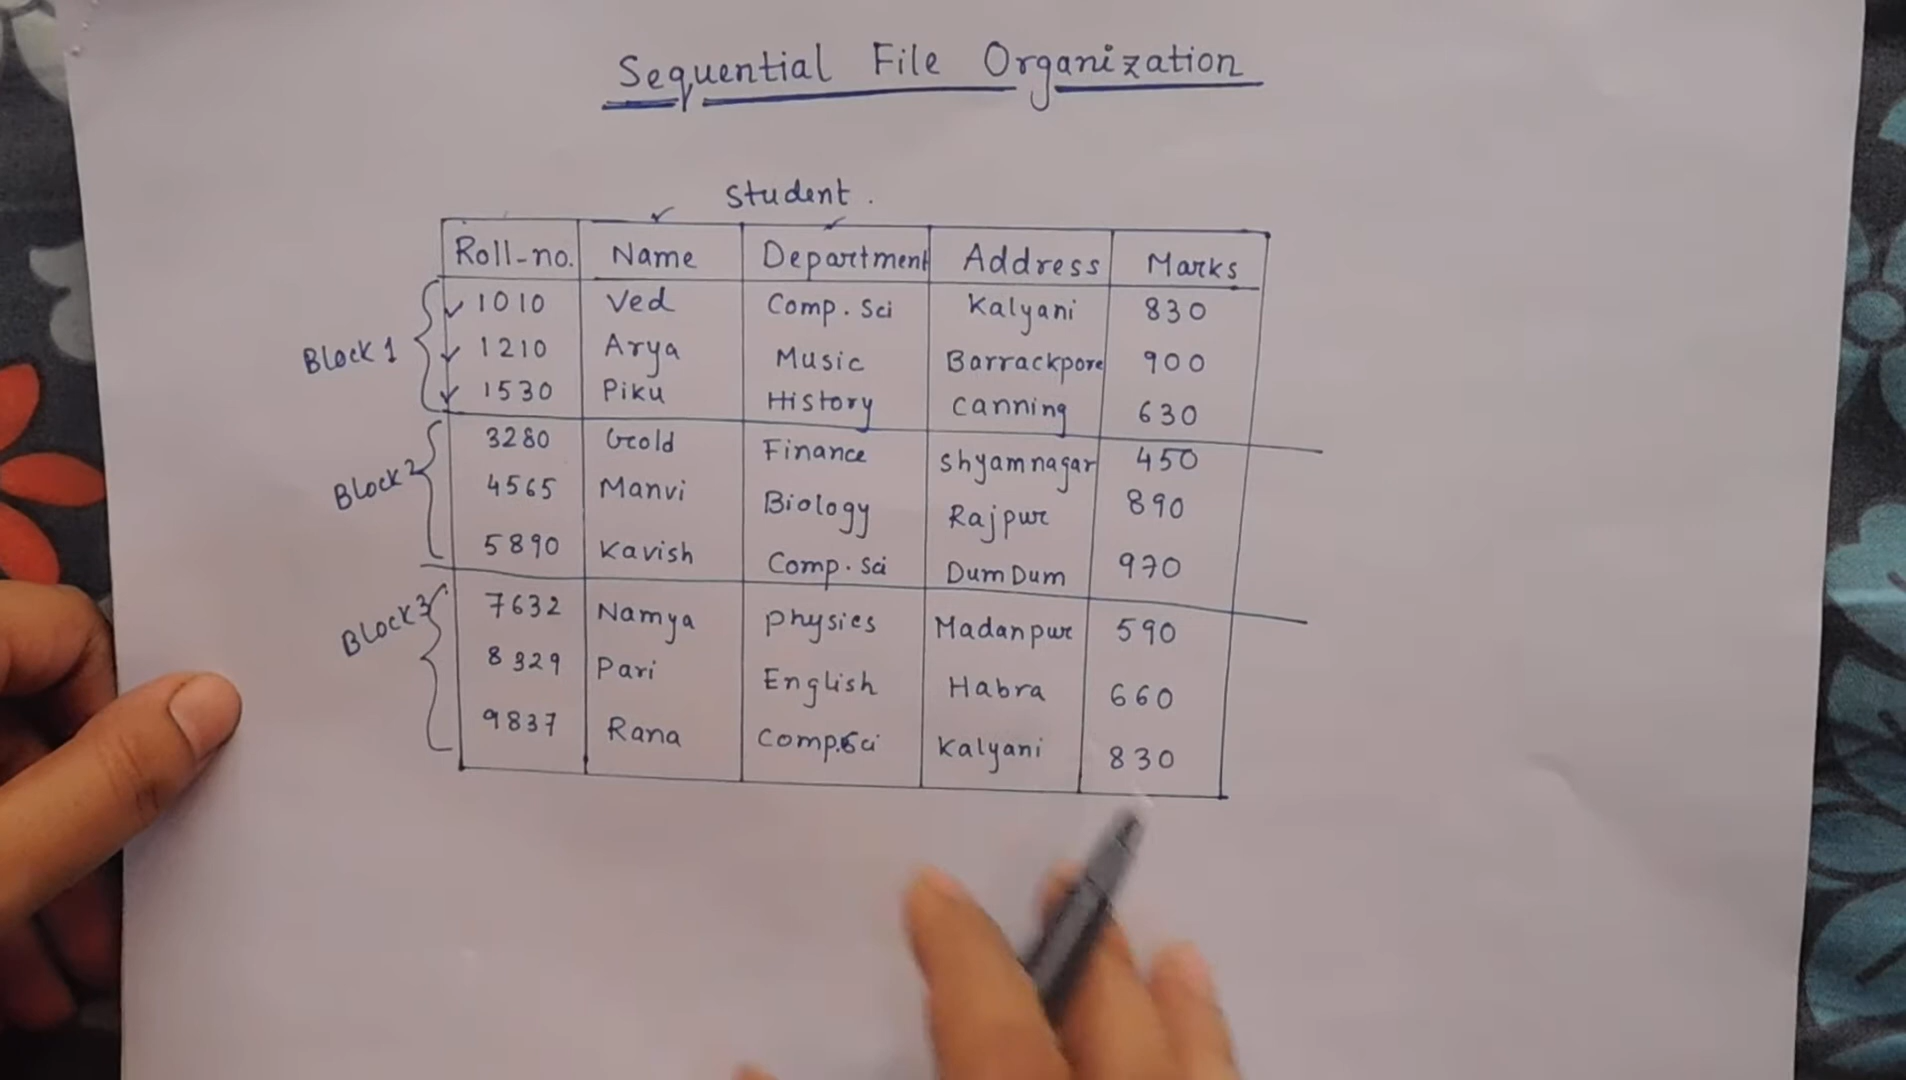 Sequential File Organization
Student.
Roll-no. Name Department Address Marks
Block 1
1010 Ved Comp. Sci Kalyani 830
1210 Arya Music Barrackpore 900
1530 Piku History Canning 630
Block 2
3280 Gold Finance Shyamnagar 450
4565 Manvi Biology Rajpur 890
5890 Kavish Comp. Sci DumDum 970
Block 3
7632 Namya Physics Madanpur 590
8329 Pari English Habra 660
9837 Rana Comp.Sci Kalyani 830